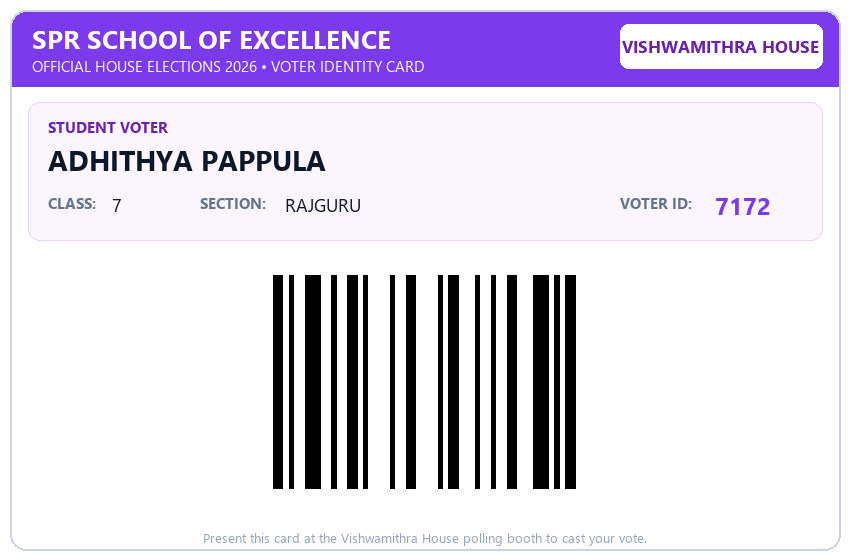 SPR SCHOOL OF EXCELLENCE
OFFICIAL HOUSE ELECTIONS 2026 • VOTER IDENTITY CARD
VISHWAMITHRA HOUSE
STUDENT VOTER
ADHITHYA PAPPULA
CLASS: 7 SECTION: RAJGURU VOTER ID: 7172
Present this card at the Vishwamithra House polling booth to cast your vote.